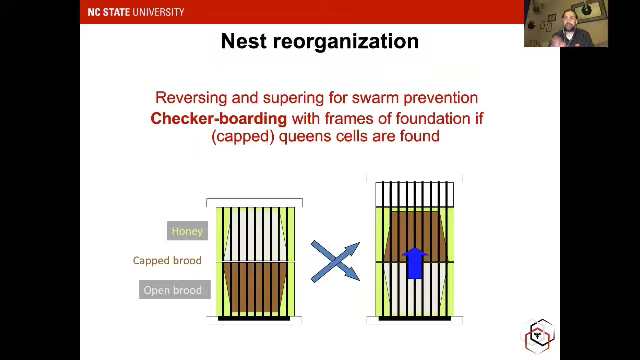 NC STATE UNIVERSITY
Nest reorganization
Reversing and supering for swarm prevention
Checker-boarding with frames of foundation if
(capped) queens cells are found
Honey
Capped brood
Open brood